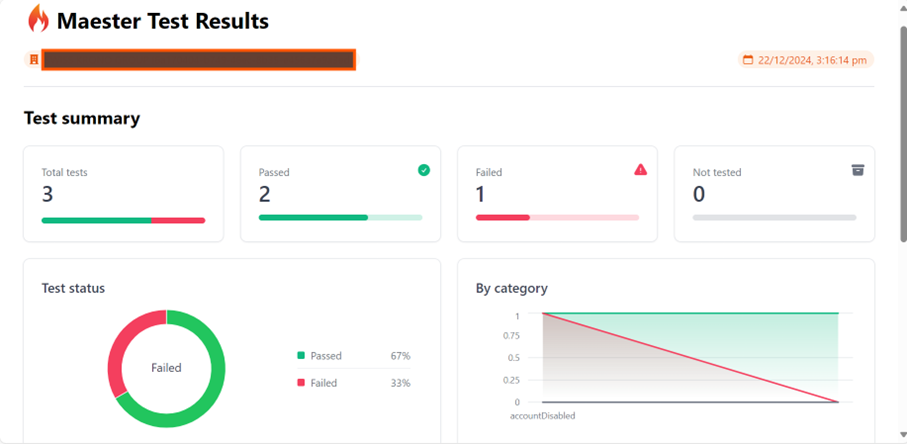 Maester Test Results
22/12/2024, 3:16:14 pm
Test summary
Total tests
3
Passed
2
Failed
1
Not tested
0
Test status
Failed
Passed 67%
Failed 33%
By category
1
0.75
0.5
0.25
0
accountDisabled